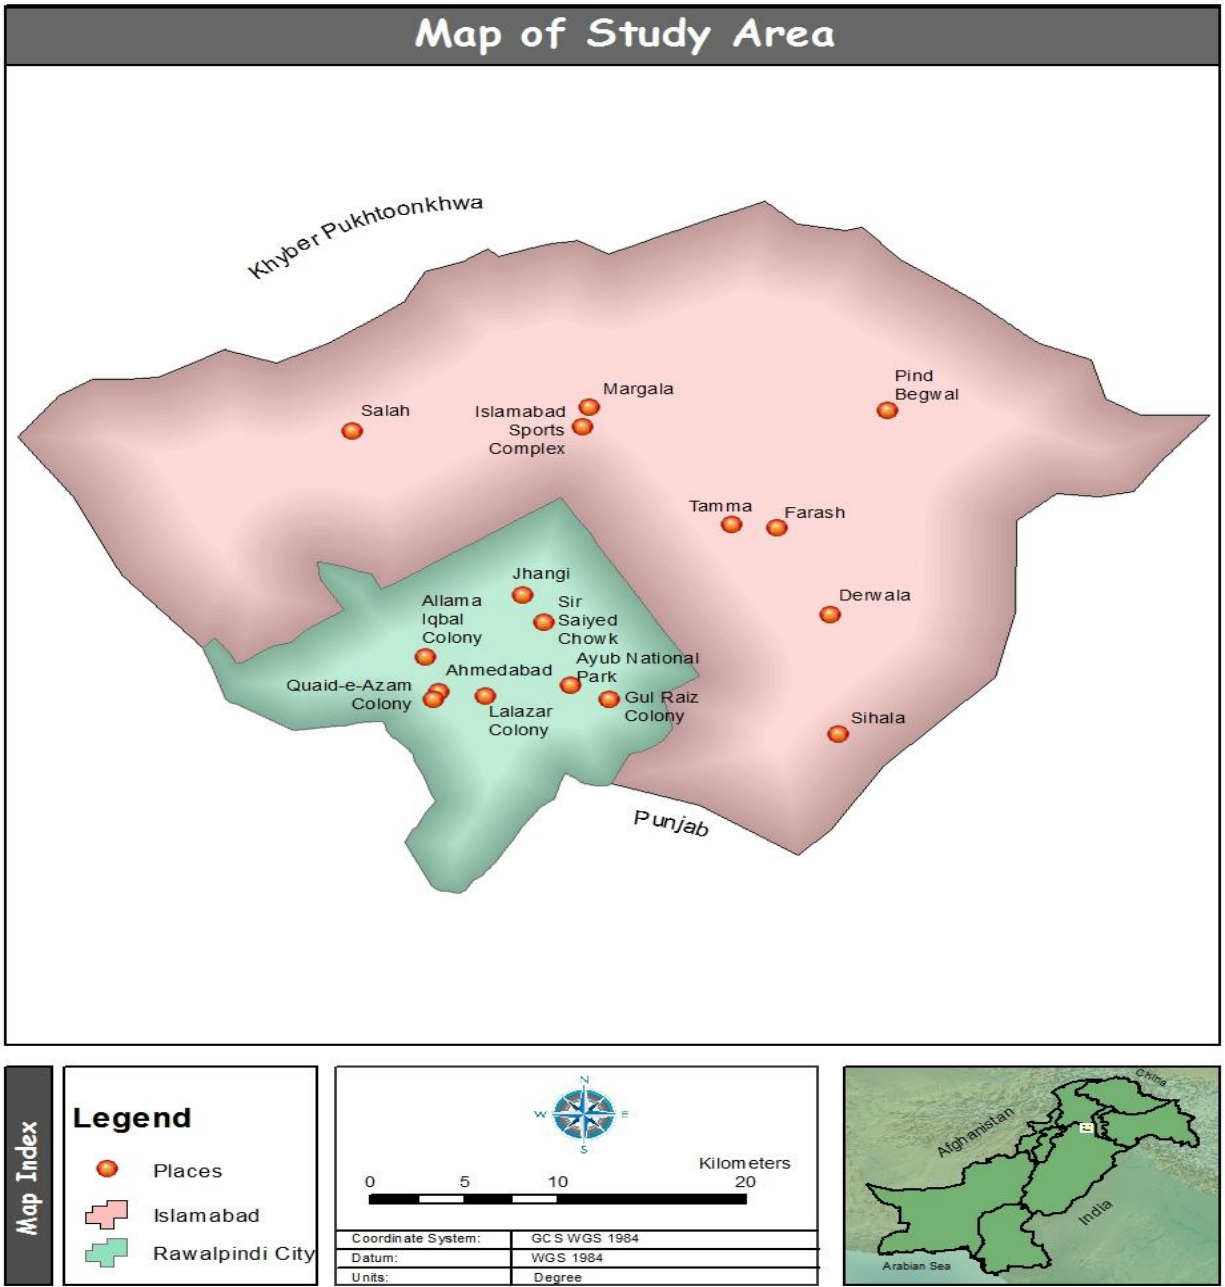 Map of Study Area
Khyber Pukhtoonkhwa
Margala
Salah
Islamabad
Sports
Complex
Pind
Begwal
Tamma
Farash
Derwala
Sihala
Jhangi
Sir
Saiyed
Chowk
Allama
Iqbal
Colony
Ahmedabad
Ayub National
Park
Quaid-e-Azam
Colony
Lalazar
Colony
Gul Raiz
Colony
Punjab
Map Index
Legend
Places
Islamabad
Rawalpindi City
N
W E
S
Kilometers
0 5 10 20
Coordinate System: GCS WGS 1984
Datum: WGS 1984
Units: Degree
China
Afghanistan
India
Arabian Sea